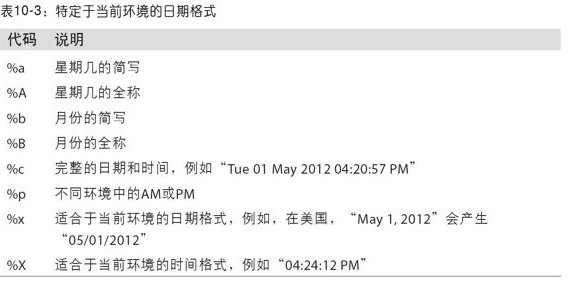 表10-3：特定于当前环境的日期格式
代码 说明
%a 星期几的简写
%A 星期几的全称
%b 月份的简写
%B 月份的全称
%c 完整的日期和时间，例如“Tue 01 May 2012 04:20:57 PM”
%p 不同环境中的AM或PM
%x 适合于当前环境的日期格式，例如，在美国，“May 1, 2012”会产生
“05/01/2012”
%X 适合于当前环境的时间格式，例如“04:24:12 PM”